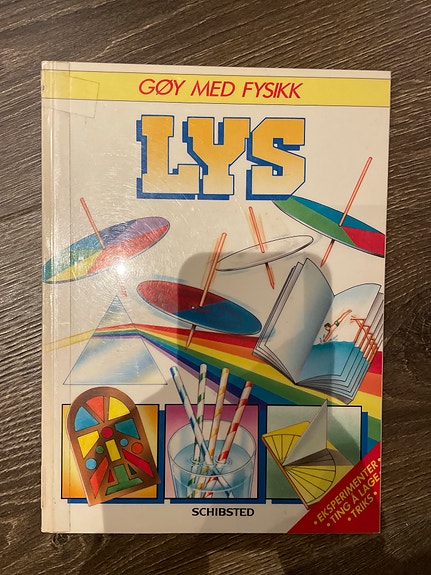 GØY MED FYSIKK
LYS
SCHIBSTED
• EKSPERIMENTER •
• TING Å LAGE •
• TRIKS •